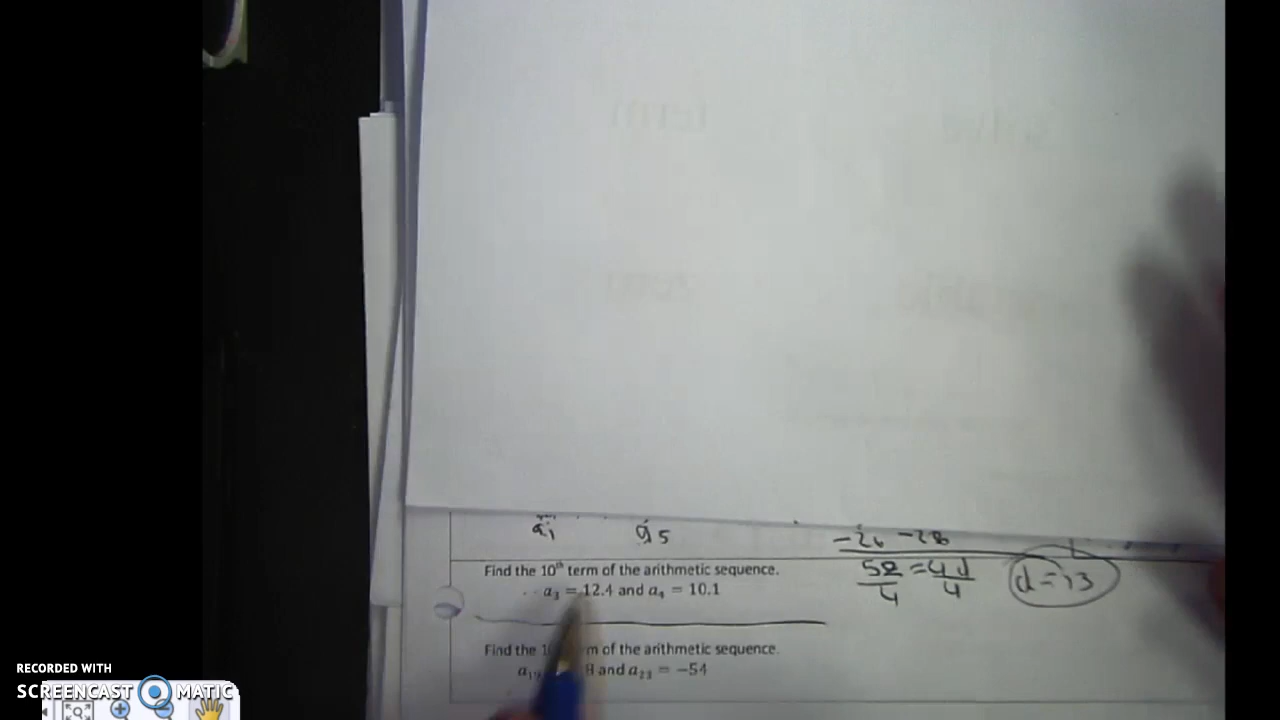 a1 a5
-26 -28
52 = 4d
4 4
d = 13
Find the 10th term of the arithmetic sequence.
a3 = 12.4 and a4 = 10.1
Find the m of the arithmetic sequence.
8 and a23 = -54
RECORDED WITH
SCREENCAST MATIC